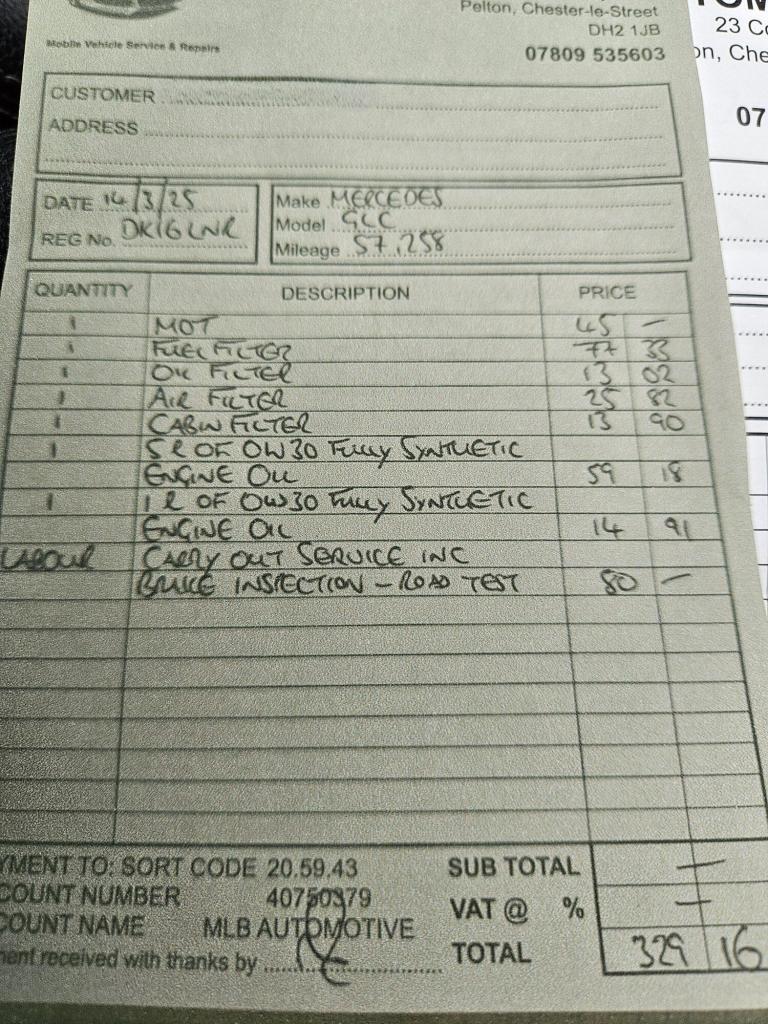 Pelton, Chester-le-Street
DH2 1JB
Mobile Vehicle Service & Repairs
07809 535603
CUSTOMER
ADDRESS
DATE 14/3/25
REG No. DK16LNR
Make MERCEDES
Model GLC
Mileage 57,258
QUANTITY DESCRIPTION PRICE
1 MOT 45 —
1 FUEL FILTER 77 33
1 OIL FILTER 13 02
1 AIR FILTER 25 82
1 CABIN FILTER 13 90
1 5L OF 0W30 FULLY SYNTHETIC
ENGINE OIL 59 18
1 1L OF 0W30 FULLY SYNTHETIC
ENGINE OIL 14 91
LABOUR CARRY OUT SERVICE INC
BRAKE INSPECTION - ROAD TEST 80 —
YMENT TO: SORT CODE 20.59.43
COUNT NUMBER 40750379
COUNT NAME MLB AUTOMOTIVE
ent received with thanks by
SUB TOTAL —
VAT @ % —
TOTAL 329 16
23 Co
on, Che
07